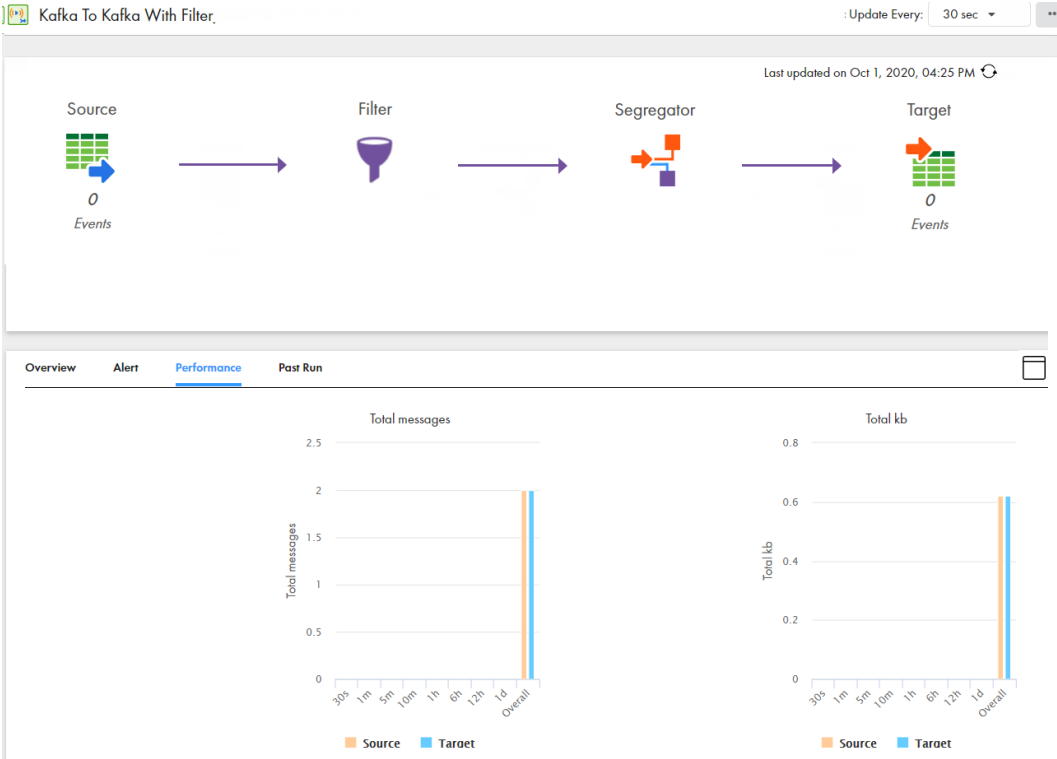 Kafka To Kafka With Filter
: Update Every: 30 sec
Last updated on Oct 1, 2020, 04:25 PM
Source Filter Segregator Target
0 0
Events Events
Overview Alert Performance Past Run
Total messages Total kb
2.5 0.8
2 0.6
1.5 0.4
1 0.2
0.5 0
0
Total messages
Total kb
30s 1m 5m 10m 1h 6h 12h 1d Overall
30s 1m 5m 10m 1h 6h 12h 1d Overall
Source Target
Source Target